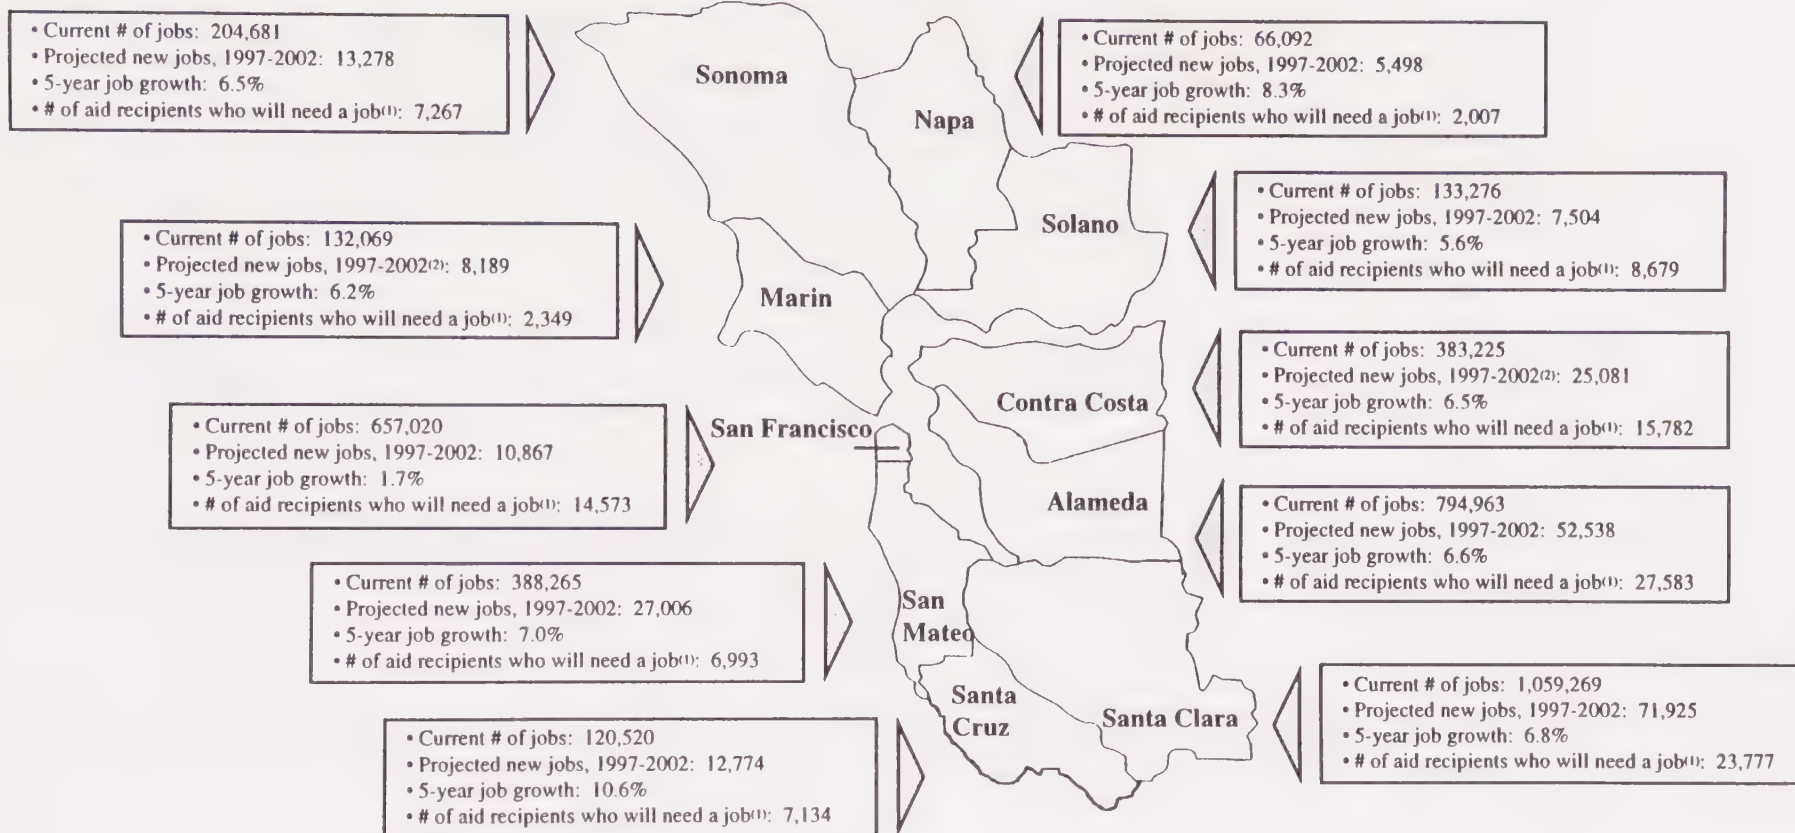 • Current # of jobs: 204,681
• Projected new jobs, 1997-2002: 13,278
• 5-year job growth: 6.5%
• # of aid recipients who will need a job(1): 7,267
Sonoma
Napa
• Current # of jobs: 66,092
• Projected new jobs, 1997-2002: 5,498
• 5-year job growth: 8.3%
• # of aid recipients who will need a job(1): 2,007
• Current # of jobs: 132,069
• Projected new jobs, 1997-2002(2): 8,189
• 5-year job growth: 6.2%
• # of aid recipients who will need a job(1): 2,349
Marin
Solano
• Current # of jobs: 133,276
• Projected new jobs, 1997-2002: 7,504
• 5-year job growth: 5.6%
• # of aid recipients who will need a job(1): 8,679
Contra Costa
• Current # of jobs: 383,225
• Projected new jobs, 1997-2002(2): 25,081
• 5-year job growth: 6.5%
• # of aid recipients who will need a job(1): 15,782
• Current # of jobs: 657,020
• Projected new jobs, 1997-2002: 10,867
• 5-year job growth: 1.7%
• # of aid recipients who will need a job(1): 14,573
San Francisco
Alameda
• Current # of jobs: 794,963
• Projected new jobs, 1997-2002: 52,538
• 5-year job growth: 6.6%
• # of aid recipients who will need a job(1): 27,583
• Current # of jobs: 388,265
• Projected new jobs, 1997-2002: 27,006
• 5-year job growth: 7.0%
• # of aid recipients who will need a job(1): 6,993
San
Mateo
• Current # of jobs: 120,520
• Projected new jobs, 1997-2002: 12,774
• 5-year job growth: 10.6%
• # of aid recipients who will need a job(1): 7,134
Santa
Cruz
Santa Clara
• Current # of jobs: 1,059,269
• Projected new jobs, 1997-2002: 71,925
• 5-year job growth: 6.8%
• # of aid recipients who will need a job(1): 23,777